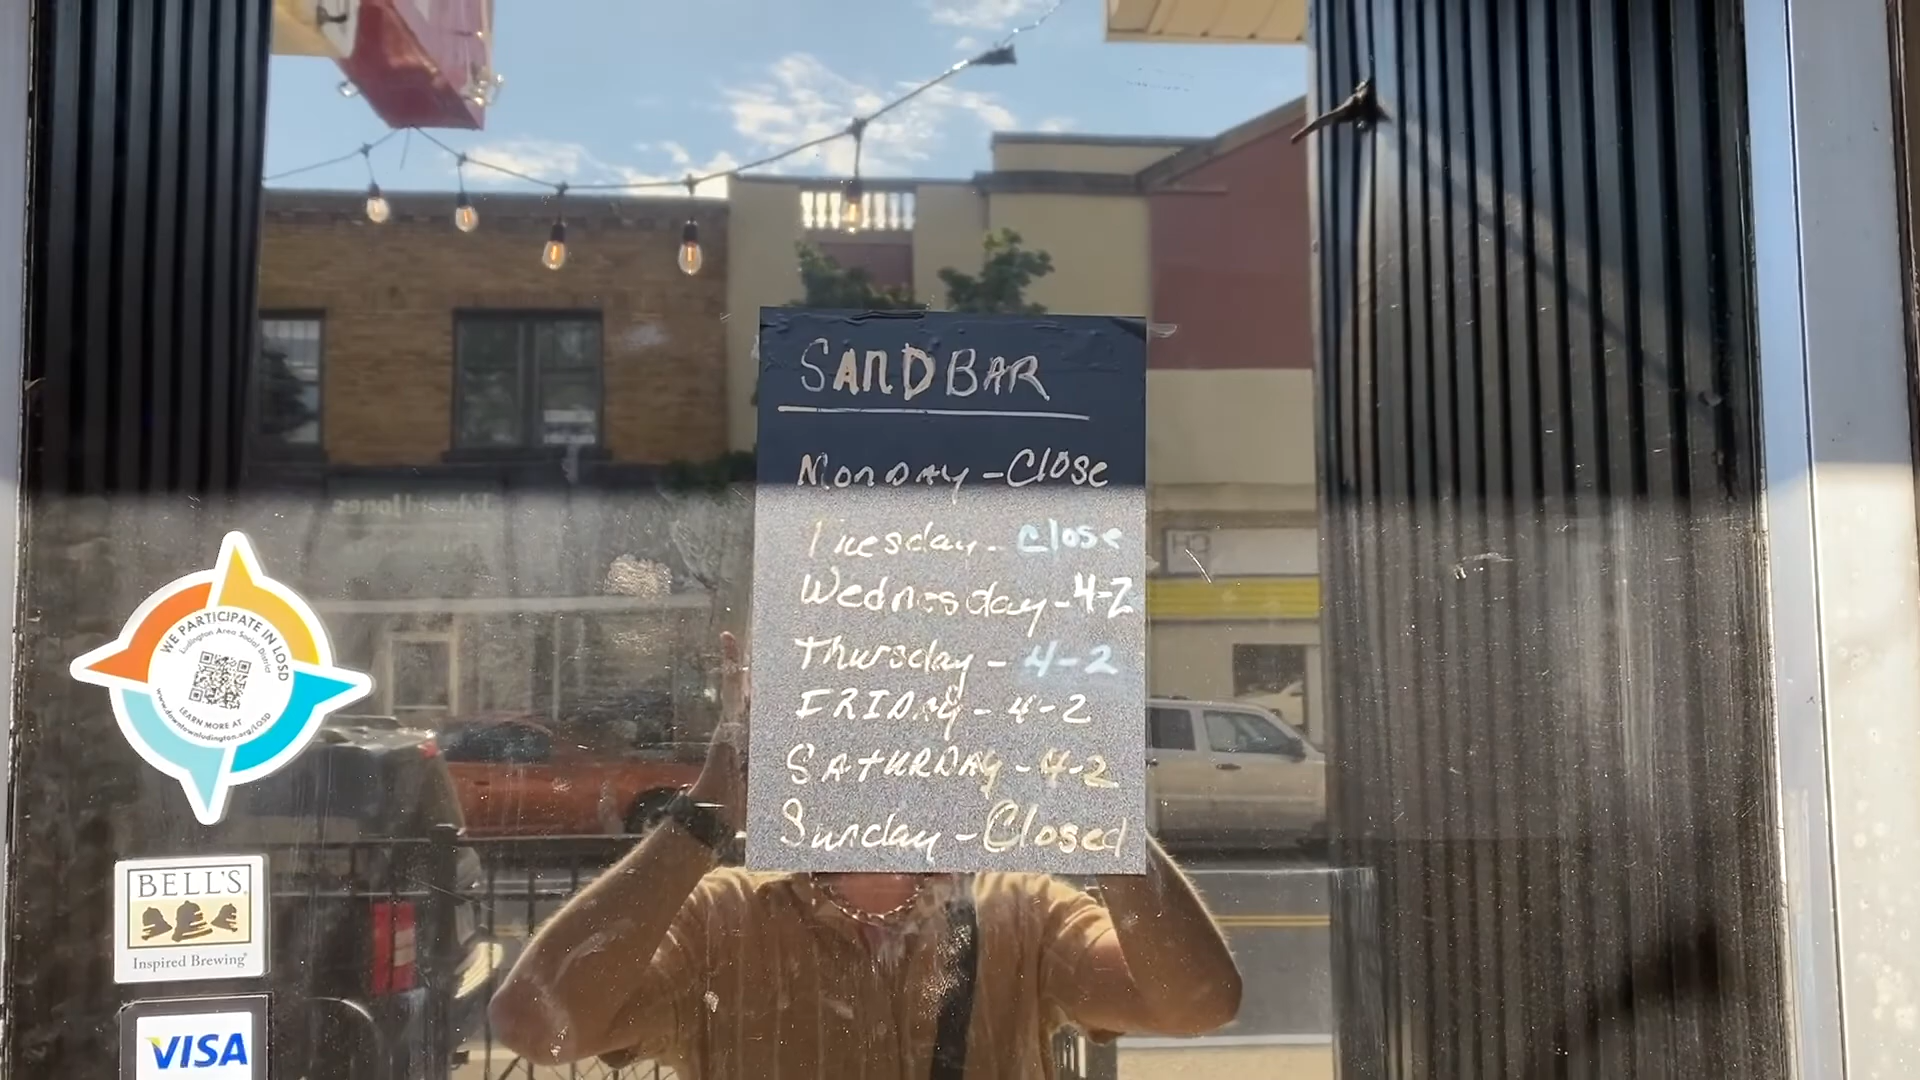 SANDBAR
MONDAY - Close
Tuesday - close
Wednesday - 4-2
Thursday - 4-2
FRIDAY - 4-2
SATURDAY - 4-2
Sunday - Closed
WE PARTICIPATE IN LOSD
Ludington Area Social District
LEARN MORE AT
www.downtownludington.org/LOSD
BELL'S
Inspired Brewing
VISA